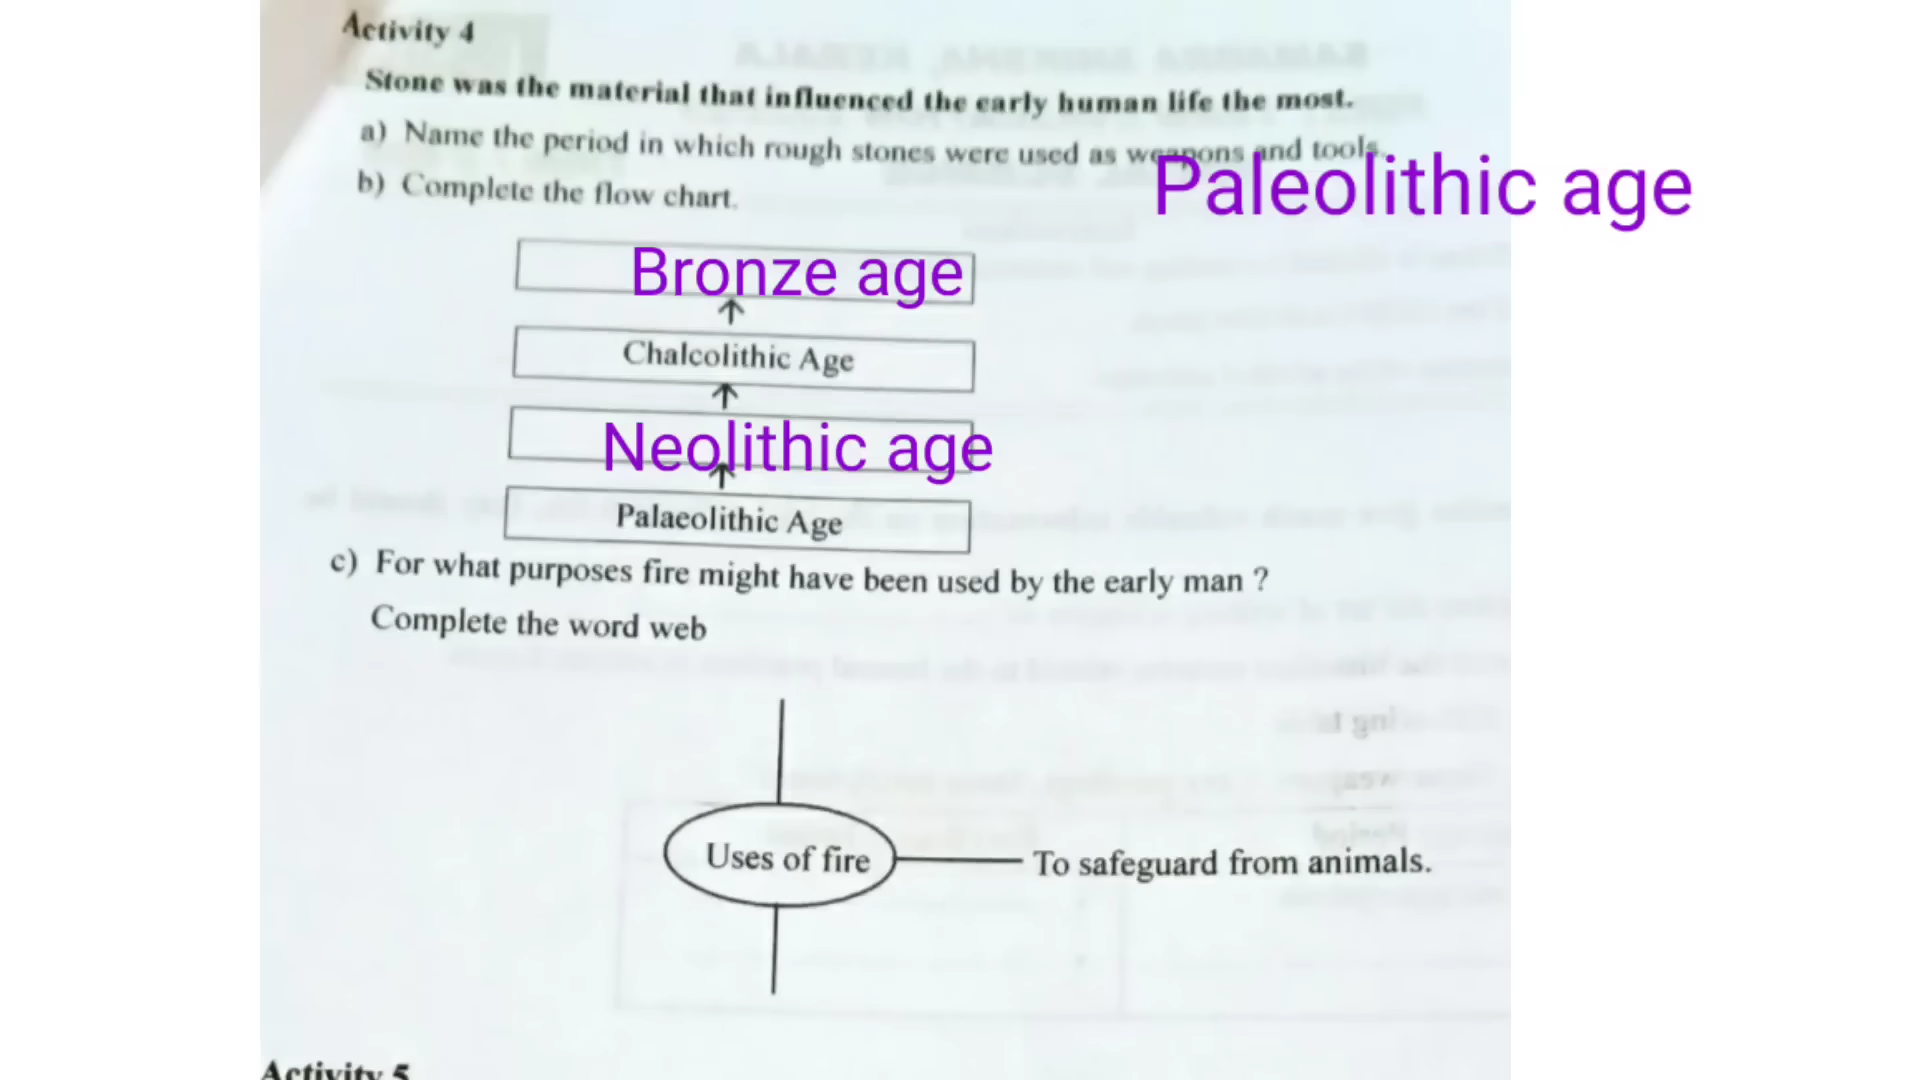 Activity 4
Stone was the material that influenced the early human life the most.
a) Name the period in which rough stones were used as weapons and tools.
Paleolithic age
b) Complete the flow chart.
Bronze age
Chalcolithic Age
Neolithic age
Palaeolithic Age
c) For what purposes fire might have been used by the early man ?
Complete the word web
Uses of fire
To safeguard from animals.
Activity 5